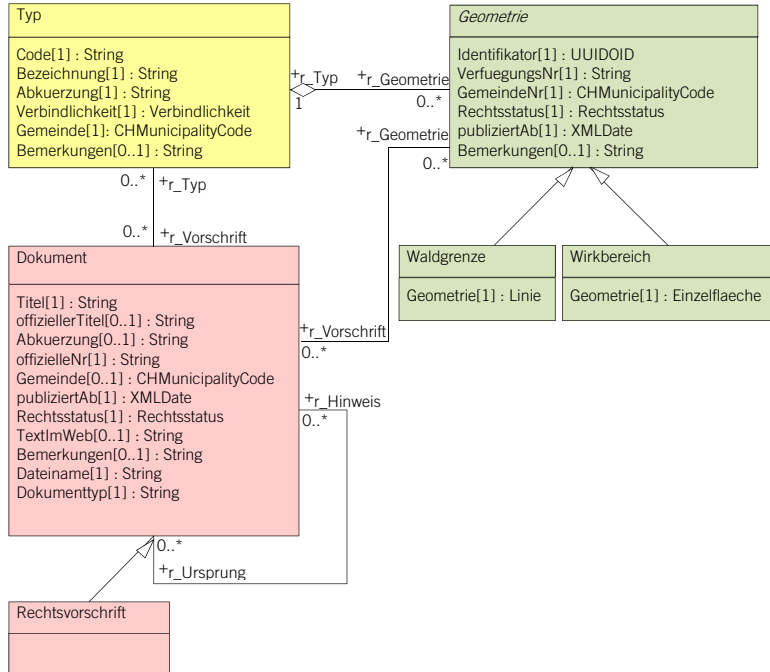 Typ
Code[1] : String
Bezeichnung[1] : String
Abkuerzung[1] : String
Verbindlichkeit[1] : Verbindlichkeit
Gemeinde[1]: CHMunicipalityCode
Bemerkungen[0..1] : String
Geometrie
Identifikator[1] : UUIDOID
VerfuegungsNr[1] : String
GemeindeNr[1] : CHMunicipalityCode
Rechtsstatus[1] : Rechtsstatus
publiziertAb[1] : XMLDate
Bemerkungen[0..1] : String
+r_Typ
1
+r_Geometrie
0..*
+r_Geometrie
0..*
0..*
+r_Typ
0..*
+r_Vorschrift
Waldgrenze
Geometrie[1] : Linie
Wirkbereich
Geometrie[1] : Einzelflaeche
Dokument
Titel[1] : String
offiziellerTitel[0..1] : String
Abkuerzung[0..1] : String
offizielleNr[1] : String
Gemeinde[0..1] : CHMunicipalityCode
publiziertAb[1] : XMLDate
Rechtsstatus[1] : Rechtsstatus
TextImWeb[0..1] : String
Bemerkungen[0..1] : String
Dateiname[1] : String
Dokumenttyp[1] : String
+r_Vorschrift
0..*
+r_Hinweis
0..*
0..*
+r_Ursprung
Rechtsvorschrift